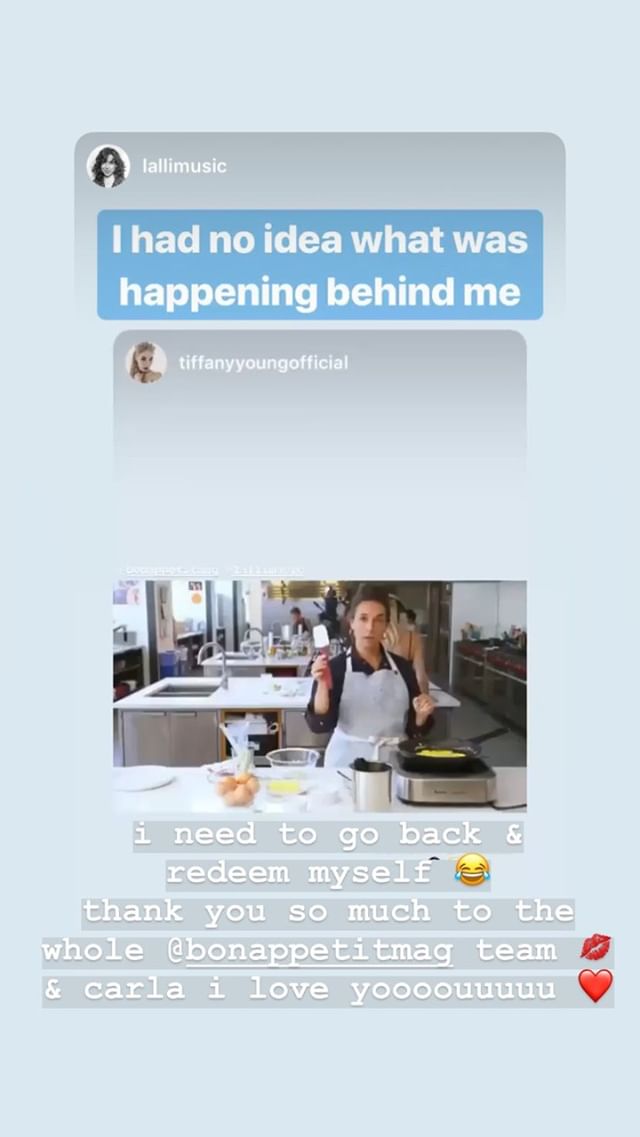 lallimusic
I had no idea what was
happening behind me
tiffanyyoungofficial
@bonappetitmag @lallimusic
i need to go back &
redeem myself 😂
thank you so much to the
whole @bonappetitmag team 💋
& carla i love yoooouuuuu ❤️